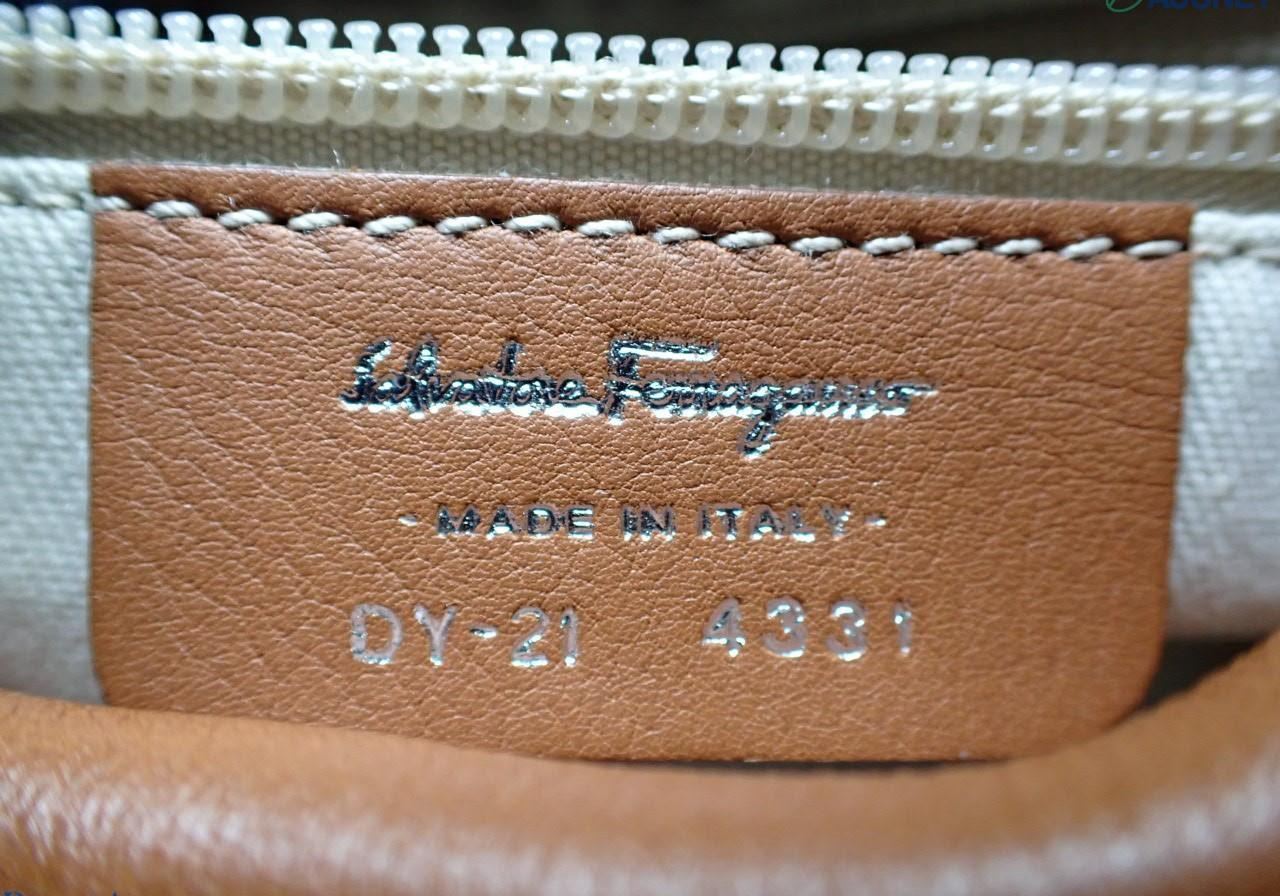 Salvatore Ferragamo
- MADE IN ITALY -
DY-21 4331